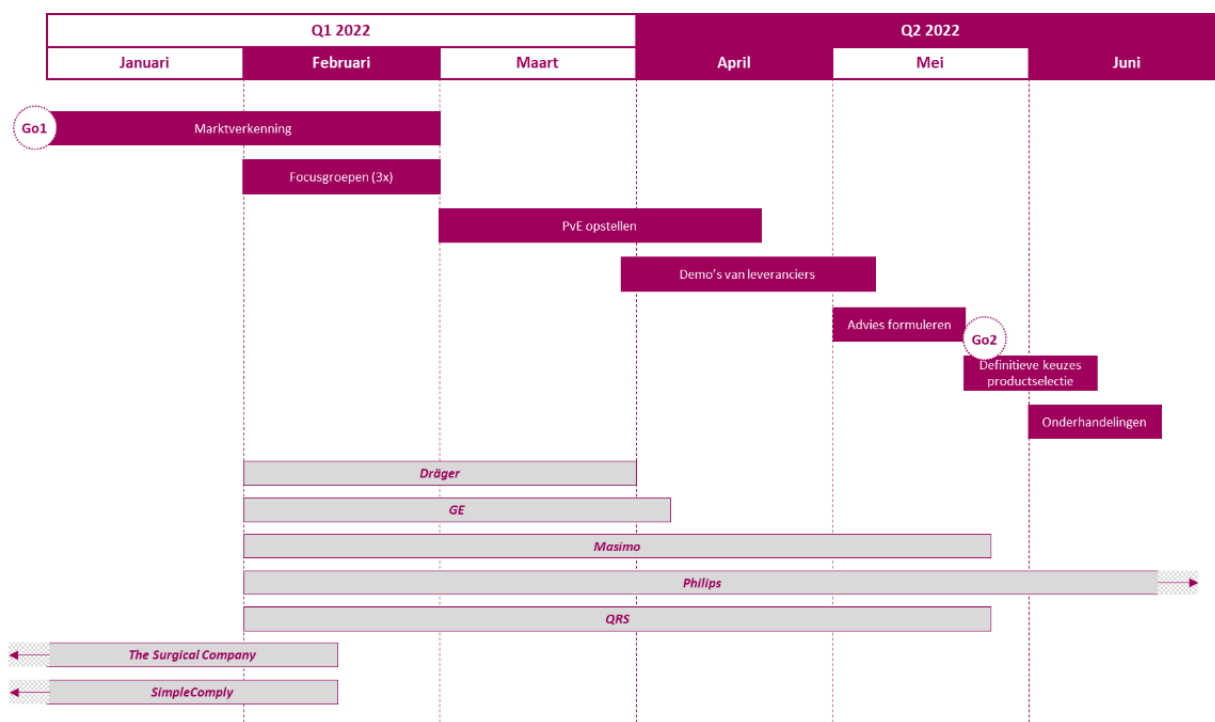 Q1 2022
Q2 2022
Januari
Februari
Maart
April
Mei
Juni
Go1
Marktverkenning
Focusgroepen (3x)
PvE opstellen
Demo's van leveranciers
Advies formuleren
Go2
Definitieve keuzes
productselectie
Onderhandelingen
Dräger
GE
Masimo
Philips
QRS
The Surgical Company
SimpleComply